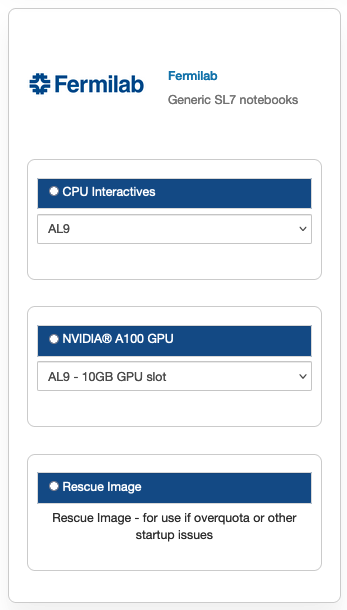 Fermilab
Fermilab
Generic SL7 notebooks
CPU Interactives
AL9
NVIDIA® A100 GPU
AL9 - 10GB GPU slot
Rescue Image
Rescue Image - for use if overquota or other
startup issues